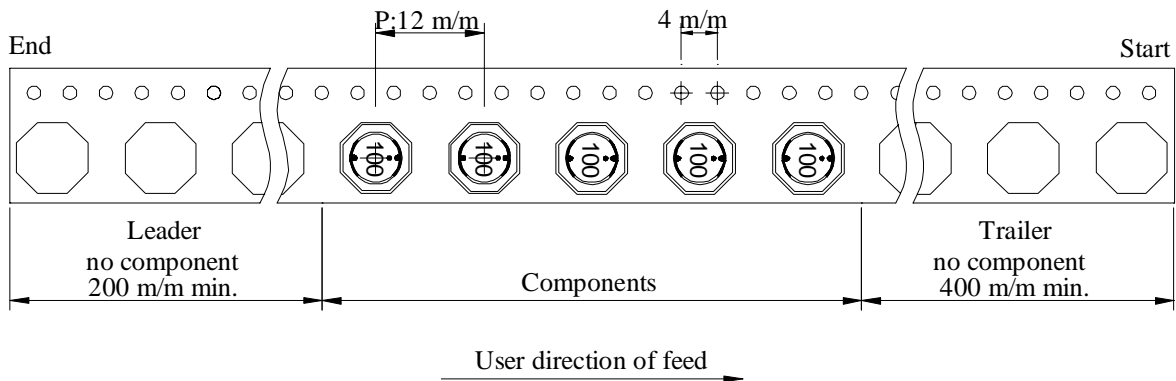 P:12 m/m
4 m/m
End
Start
100
100
100
100
100
Leader
no component
200 m/m min.
Components
Trailer
no component
400 m/m min.
User direction of feed